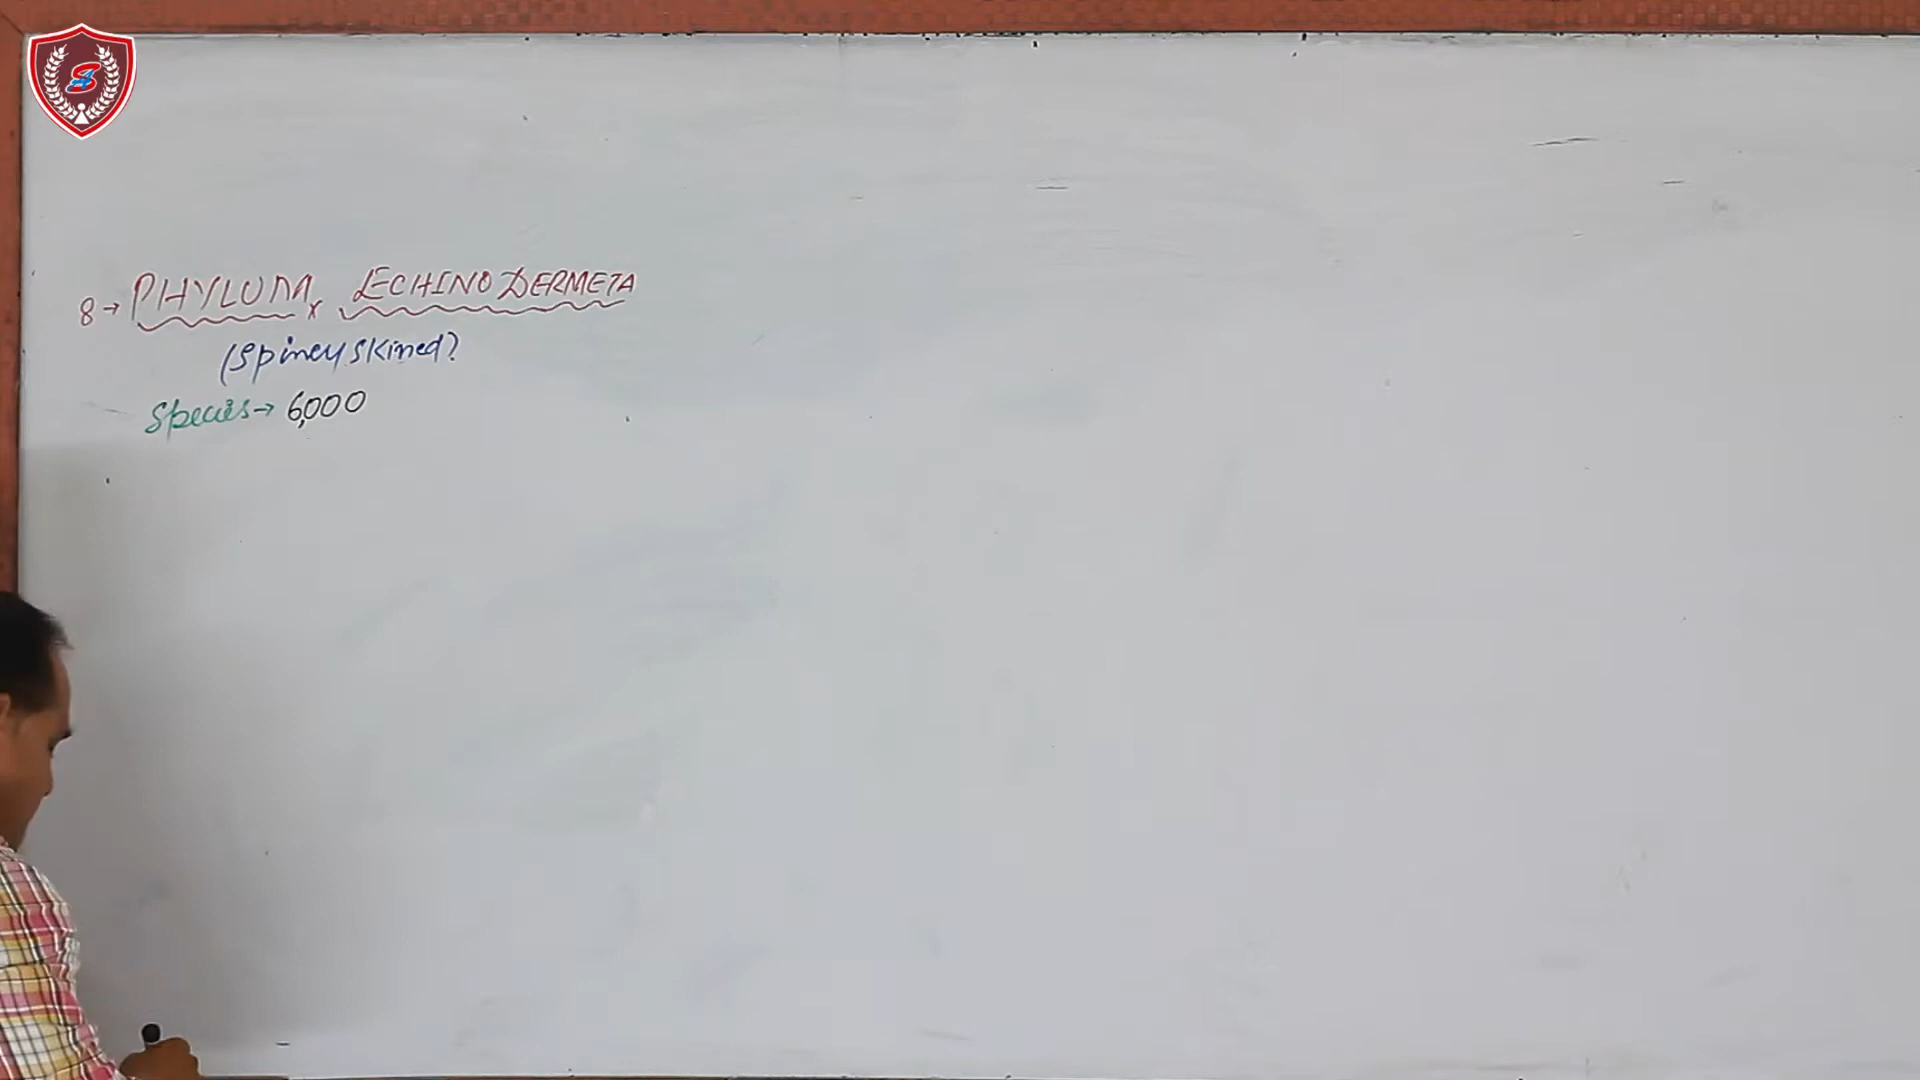 8→ PHYLUM x ECHINODERMETA
(Spiney skined)
Species→ 6,000